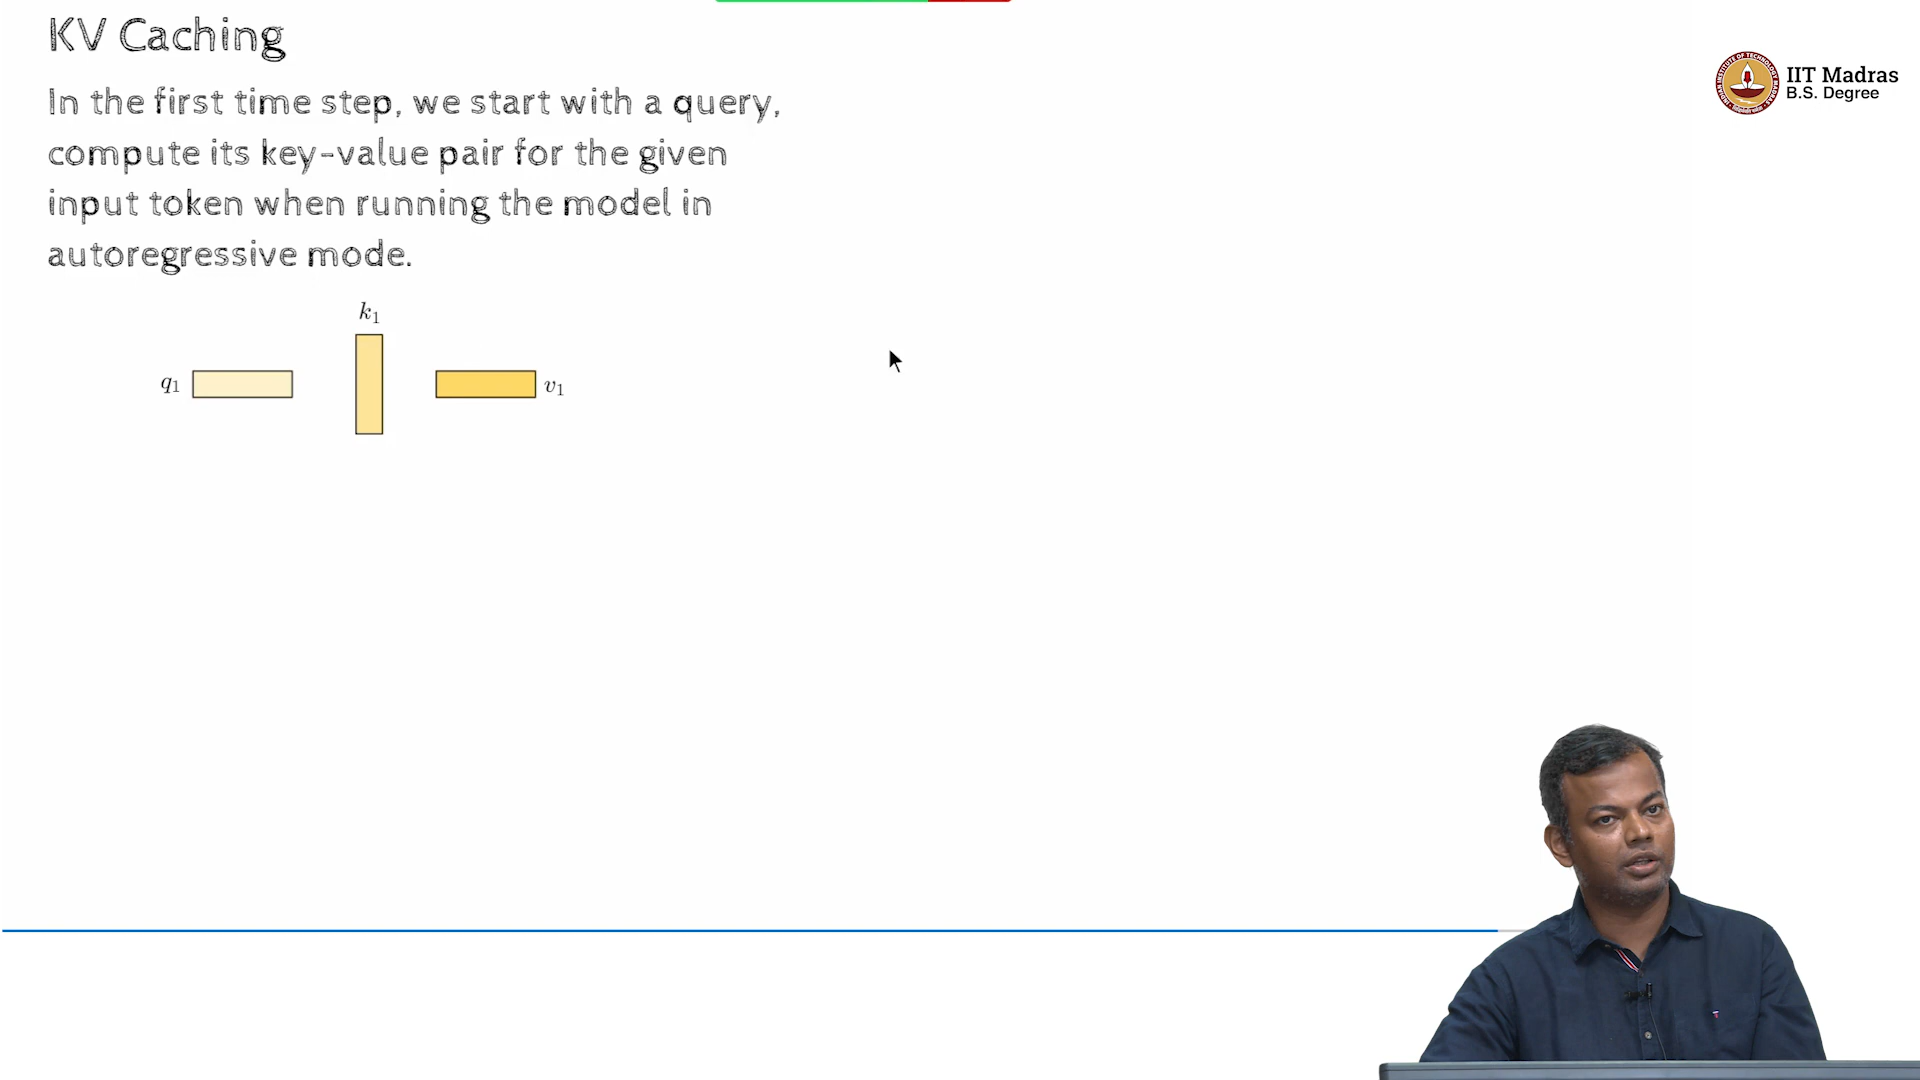 KV Caching
In the first time step, we start with a query,
compute its key-value pair for the given
input token when running the model in
autoregressive mode.
k1
q1
v1
IIT Madras
B.S. Degree